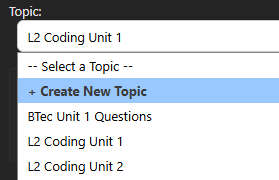 Topic:
L2 Coding Unit 1
-- Select a Topic --
+ Create New Topic
BTec Unit 1 Questions
L2 Coding Unit 1
L2 Coding Unit 2